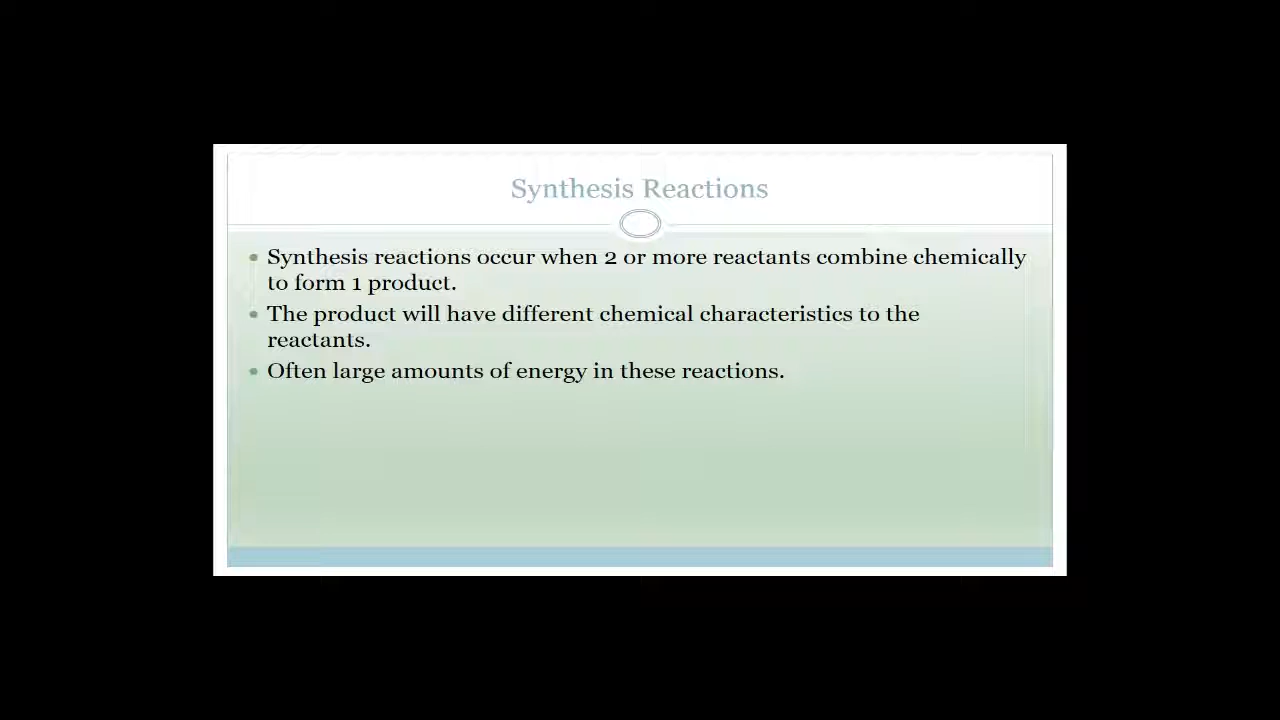 Synthesis Reactions
• Synthesis reactions occur when 2 or more reactants combine chemically
to form 1 product.
• The product will have different chemical characteristics to the
reactants.
• Often large amounts of energy in these reactions.